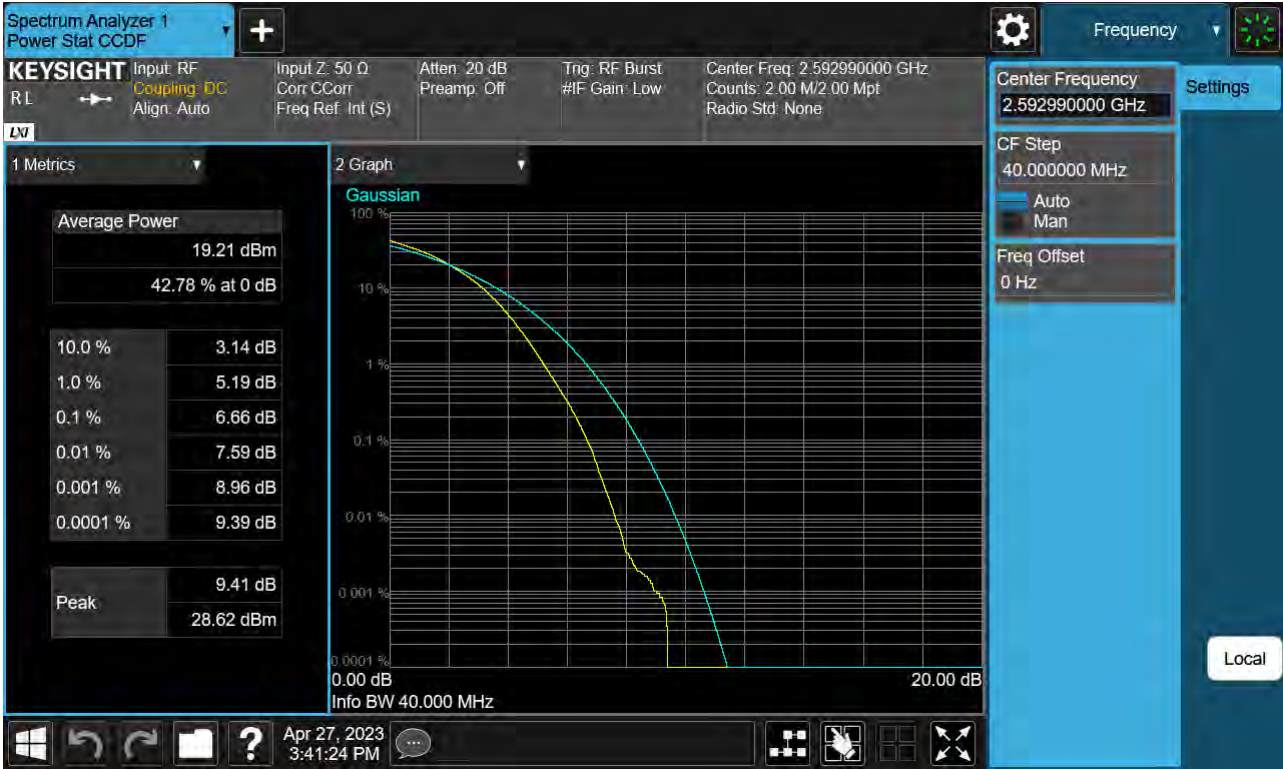 Spectrum Analyzer 1
Power Stat CCDF
Frequency
KEYSIGHT
R L
LXI
Input: RF
Coupling: DC
Align: Auto
Input Z: 50 Ω
Corr CCorr
Freq Ref: Int (S)
Atten: 20 dB
Preamp: Off
Trig: RF Burst
#IF Gain: Low
Center Freq: 2.592990000 GHz
Counts: 2.00 M/2.00 Mpt
Radio Std: None
Center Frequency
2.592990000 GHz
Settings
CF Step
40.000000 MHz
Auto
Man
Freq Offset
0 Hz
1 Metrics
Average Power
19.21 dBm
42.78 % at 0 dB
10.0 % 3.14 dB
1.0 % 5.19 dB
0.1 % 6.66 dB
0.01 % 7.59 dB
0.001 % 8.96 dB
0.0001 % 9.39 dB
Peak
9.41 dB
28.62 dBm
2 Graph
Gaussian
100 %
10 %
1 %
0.1 %
0.01 %
0.001 %
0.0001 %
0.00 dB 20.00 dB
Info BW 40.000 MHz
Local
?
Apr 27, 2023
3:41:24 PM